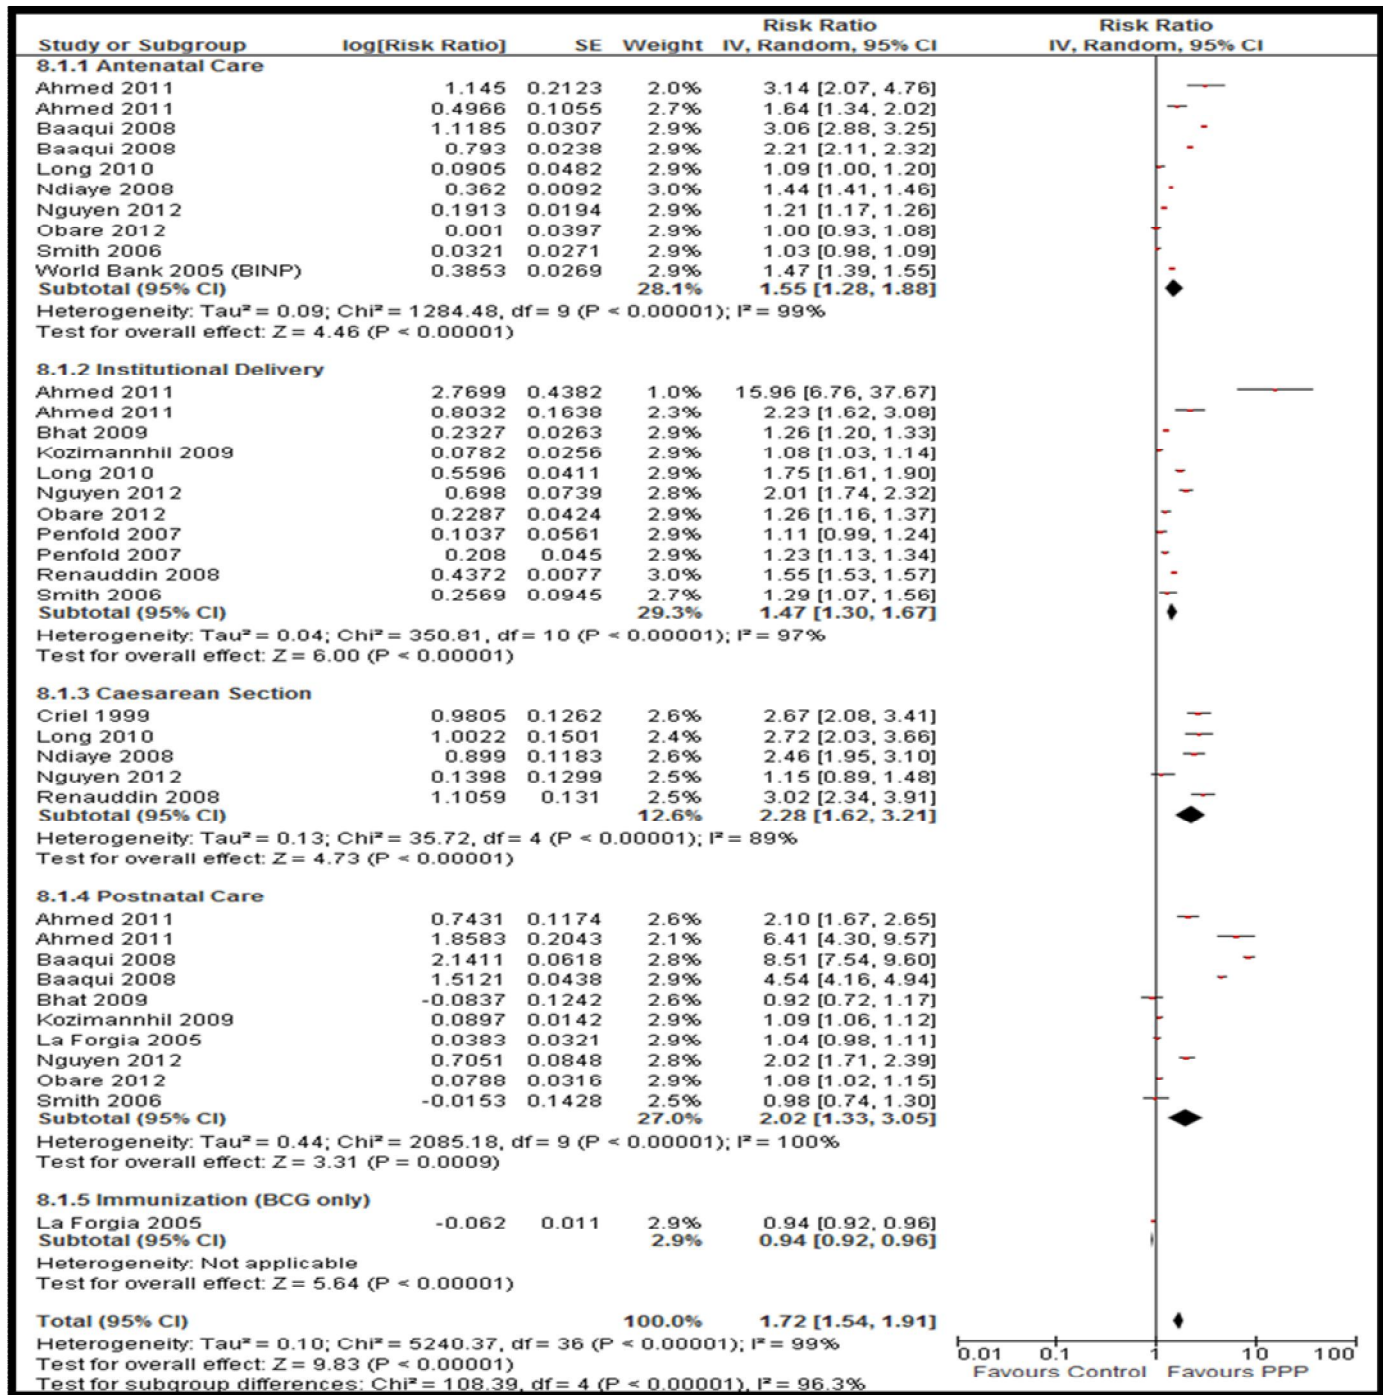 Risk Ratio Risk Ratio
Study or Subgroup log[Risk Ratio] SE Weight IV, Random, 95% CI IV, Random, 95% CI
8.1.1 Antenatal Care
Ahmed 2011 1.145 0.2123 2.0% 3.14 [2.07, 4.76]
Ahmed 2011 0.4966 0.1055 2.7% 1.64 [1.34, 2.02]
Baaqui 2008 1.1185 0.0307 2.9% 3.06 [2.88, 3.25]
Baaqui 2008 0.793 0.0238 2.9% 2.21 [2.11, 2.32]
Long 2010 0.0905 0.0482 2.9% 1.09 [1.00, 1.20]
Ndiaye 2008 0.362 0.0092 3.0% 1.44 [1.41, 1.46]
Nguyen 2012 0.1913 0.0194 2.9% 1.21 [1.17, 1.26]
Obare 2012 0.001 0.0397 2.9% 1.00 [0.93, 1.08]
Smith 2006 0.0321 0.0271 2.9% 1.03 [0.98, 1.09]
World Bank 2005 (BINP) 0.3853 0.0269 2.9% 1.47 [1.39, 1.55]
Subtotal (95% CI) 28.1% 1.55 [1.28, 1.88]
Heterogeneity: Tau² = 0.09; Chi² = 1284.48, df = 9 (P < 0.00001); I² = 99%
Test for overall effect: Z = 4.46 (P < 0.00001)
8.1.2 Institutional Delivery
Ahmed 2011 2.7699 0.4382 1.0% 15.96 [6.76, 37.67]
Ahmed 2011 0.8032 0.1638 2.3% 2.23 [1.62, 3.08]
Bhat 2009 0.2327 0.0263 2.9% 1.26 [1.20, 1.33]
Kozimannhil 2009 0.0782 0.0256 2.9% 1.08 [1.03, 1.14]
Long 2010 0.5596 0.0411 2.9% 1.75 [1.61, 1.90]
Nguyen 2012 0.698 0.0739 2.8% 2.01 [1.74, 2.32]
Obare 2012 0.2287 0.0424 2.9% 1.26 [1.16, 1.37]
Penfold 2007 0.1037 0.0561 2.9% 1.11 [0.99, 1.24]
Penfold 2007 0.208 0.045 2.9% 1.23 [1.13, 1.34]
Renauddin 2008 0.4372 0.0077 3.0% 1.55 [1.53, 1.57]
Smith 2006 0.2569 0.0945 2.7% 1.29 [1.07, 1.56]
Subtotal (95% CI) 29.3% 1.47 [1.30, 1.67]
Heterogeneity: Tau² = 0.04; Chi² = 350.81, df = 10 (P < 0.00001); I² = 97%
Test for overall effect: Z = 6.00 (P < 0.00001)
8.1.3 Caesarean Section
Criel 1999 0.9805 0.1262 2.6% 2.67 [2.08, 3.41]
Long 2010 1.0022 0.1501 2.4% 2.72 [2.03, 3.66]
Ndiaye 2008 0.899 0.1183 2.6% 2.46 [1.95, 3.10]
Nguyen 2012 0.1398 0.1299 2.5% 1.15 [0.89, 1.48]
Renauddin 2008 1.1059 0.131 2.5% 3.02 [2.34, 3.91]
Subtotal (95% CI) 12.6% 2.28 [1.62, 3.21]
Heterogeneity: Tau² = 0.13; Chi² = 35.72, df = 4 (P < 0.00001); I² = 89%
Test for overall effect: Z = 4.73 (P < 0.00001)
8.1.4 Postnatal Care
Ahmed 2011 0.7431 0.1174 2.6% 2.10 [1.67, 2.65]
Ahmed 2011 1.8583 0.2043 2.1% 6.41 [4.30, 9.57]
Baaqui 2008 2.1411 0.0618 2.8% 8.51 [7.54, 9.60]
Baaqui 2008 1.5121 0.0438 2.9% 4.54 [4.16, 4.94]
Bhat 2009 -0.0837 0.1242 2.6% 0.92 [0.72, 1.17]
Kozimannhil 2009 0.0897 0.0142 2.9% 1.09 [1.06, 1.12]
La Forgia 2005 0.0383 0.0321 2.9% 1.04 [0.98, 1.11]
Nguyen 2012 0.7051 0.0848 2.8% 2.02 [1.71, 2.39]
Obare 2012 0.0788 0.0316 2.9% 1.08 [1.02, 1.15]
Smith 2006 -0.0153 0.1428 2.5% 0.98 [0.74, 1.30]
Subtotal (95% CI) 27.0% 2.02 [1.33, 3.05]
Heterogeneity: Tau² = 0.44; Chi² = 2085.18, df = 9 (P < 0.00001); I² = 100%
Test for overall effect: Z = 3.31 (P = 0.0009)
8.1.5 Immunization (BCG only)
La Forgia 2005 -0.062 0.011 2.9% 0.94 [0.92, 0.96]
Subtotal (95% CI) 2.9% 0.94 [0.92, 0.96]
Heterogeneity: Not applicable
Test for overall effect: Z = 5.64 (P < 0.00001)
Total (95% CI) 100.0% 1.72 [1.54, 1.91]
Heterogeneity: Tau² = 0.10; Chi² = 5240.37, df = 36 (P < 0.00001); I² = 99%
Test for overall effect: Z = 9.83 (P < 0.00001)
Test for subgroup differences: Chi² = 108.39, df = 4 (P < 0.00001), I² = 96.3%
0.01 0.1 1 10 100
Favours Control Favours PPP